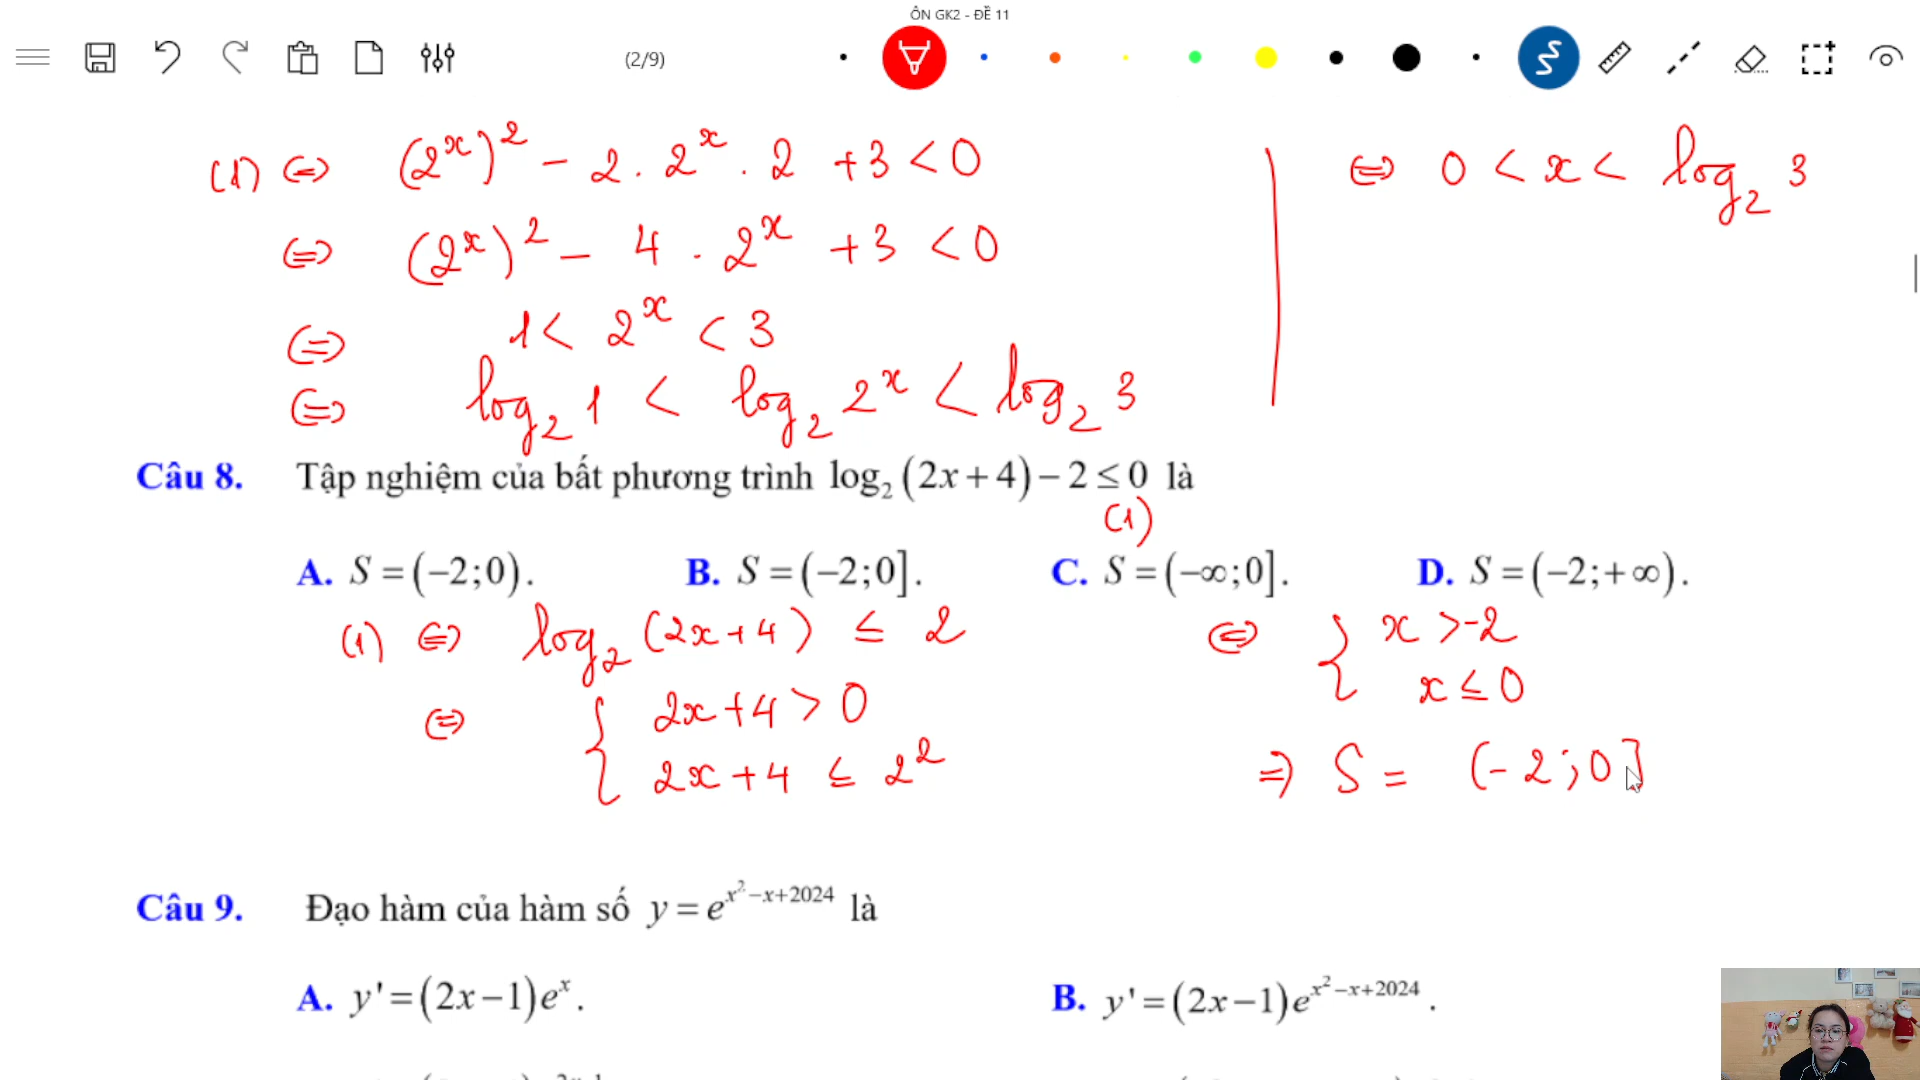 ÔN GK2 - ĐỀ 11
(2/9)
(1) ⇔ (2^x)^2 - 2 . 2^x . 2 + 3 < 0
⇔ (2^x)^2 - 4 . 2^x + 3 < 0
⇔ 1 < 2^x < 3
⇔ log_2 1 < log_2 2^x < log_2 3
⇔ 0 < x < log_2 3
Câu 8. Tập nghiệm của bất phương trình log_2 (2x + 4) - 2 ≤ 0 là
(1)
A. S = (-2; 0). B. S = (-2; 0]. C. S = (-∞; 0]. D. S = (-2; +∞).
(1) ⇔ log_2 (2x + 4) ≤ 2
⇔ { 2x + 4 > 0
2x + 4 ≤ 2^2
⇔ { x > -2
x ≤ 0
⇒ S = (-2; 0]
Câu 9. Đạo hàm của hàm số y = e^{x^2 - x + 2024} là
A. y' = (2x - 1)e^x. B. y' = (2x - 1)e^{x^2 - x + 2024}.